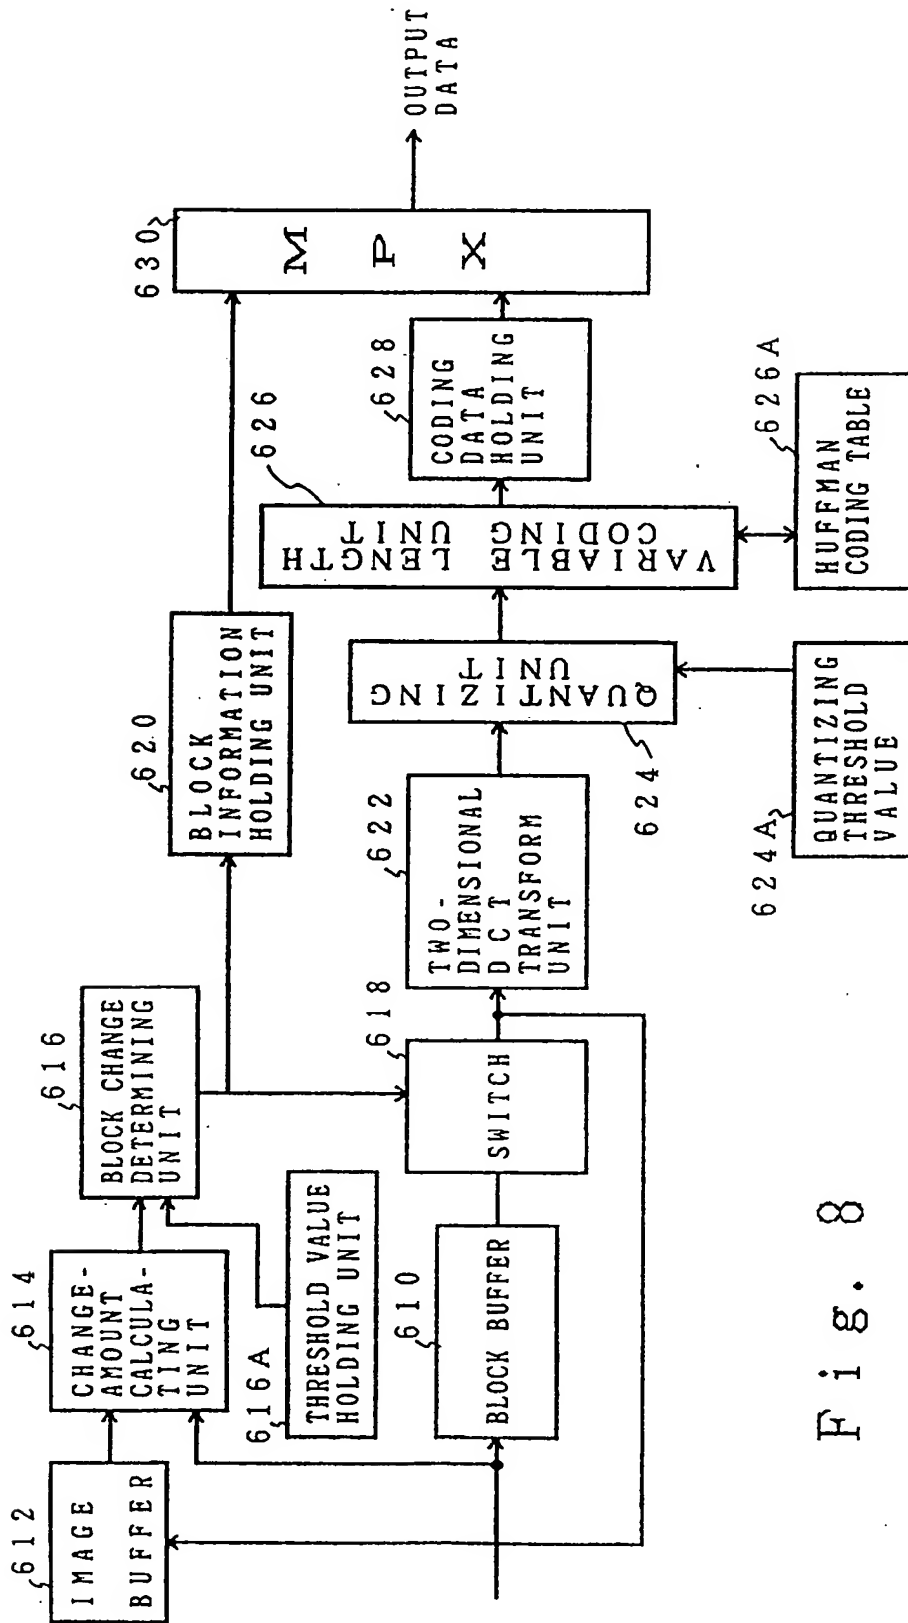 612
IMAGE
BUFFER
614
CHANGE-
AMOUNT
CALCULA-
TING
UNIT
616
BLOCK CHANGE
DETERMINING
UNIT
616A
THRESHOLD VALUE
HOLDING UNIT
620
BLOCK
INFORMATION
HOLDING UNIT
610
BLOCK BUFFER
618
SWITCH
622
TWO-
DIMENSIONAL
DCT
TRANSFORM
UNIT
624
QUANTIZING
UNIT
624A
QUANTIZING
THRESHOLD
VALUE
626
VARIABLE LENGTH
CODING
UNIT
626A
HUFFMAN
CODING TABLE
628
CODING
DATA
HOLDING
UNIT
630
MPX
OUTPUT
DATA
Fig. 8